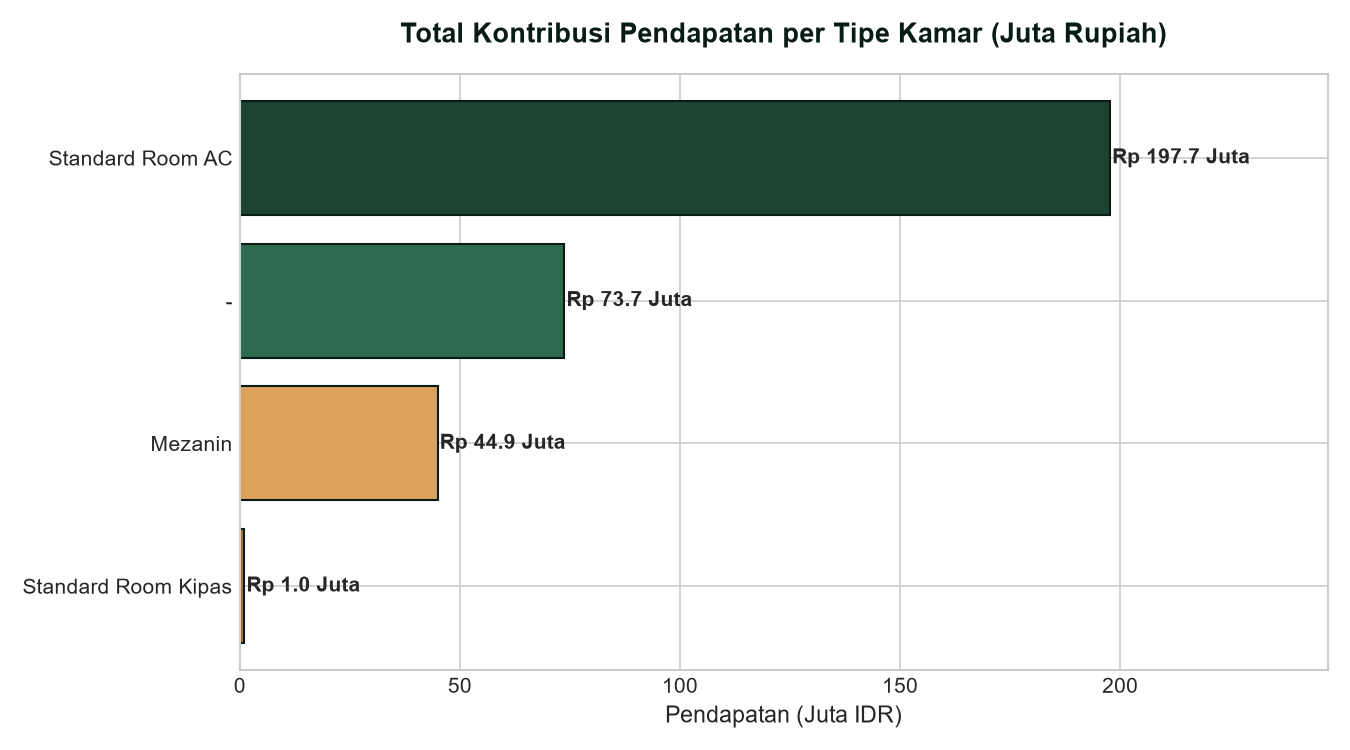 Total Kontribusi Pendapatan per Tipe Kamar (Juta Rupiah)
Standard Room AC
Rp 197.7 Juta
-
Rp 73.7 Juta
Mezanin
Rp 44.9 Juta
Standard Room Kipas
Rp 1.0 Juta
0 50 100 150 200
Pendapatan (Juta IDR)